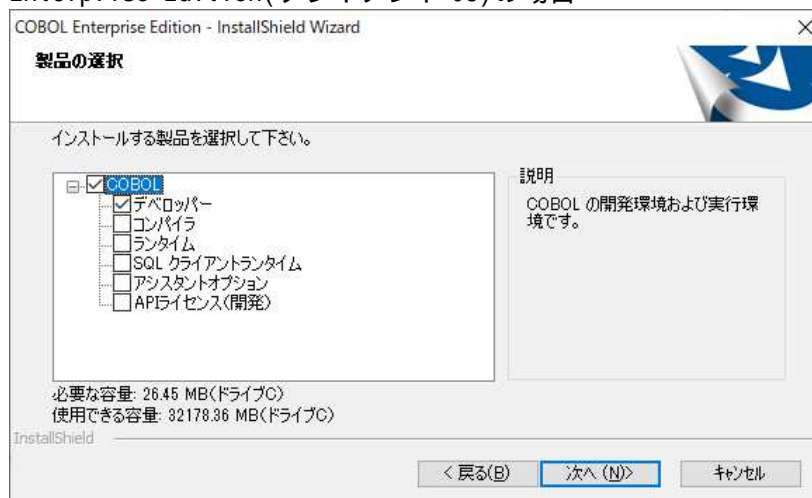 COBOL Enterprise Edition - InstallShield Wizard
製品の選択
インストールする製品を選択して下さい。
COBOL
デベロッパー
コンパイラ
ランタイム
SQL クライアントランタイム
アシスタントオプション
APIライセンス(開発)
説明
COBOL の開発環境および実行環
境です。
必要な容量: 26.45 MB(ドライブC)
使用できる容量: 32178.36 MB(ドライブC)
InstallShield
< 戻る(B)
次へ (N)>
キャンセル